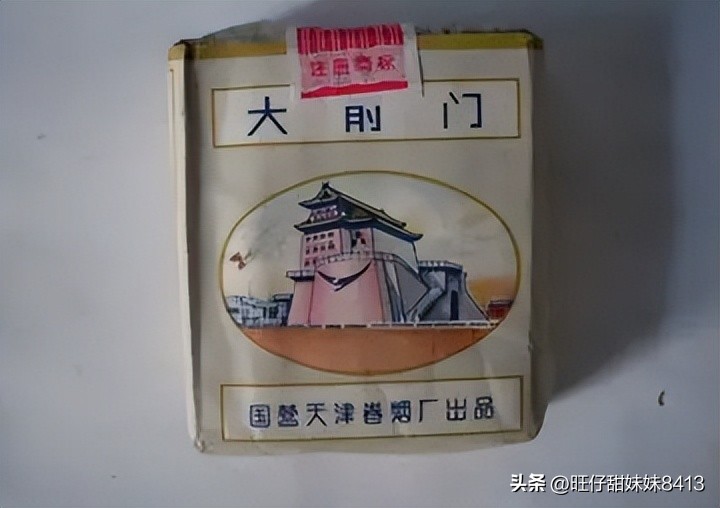 注册商标
大前门
国营天津卷烟厂出品
头条 @旺仔甜妹妹8413